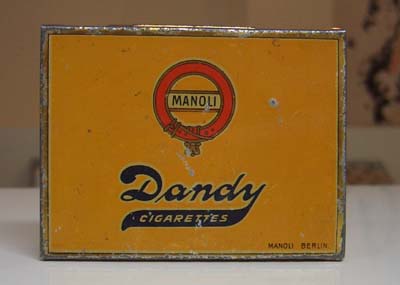 MANOLI
Dandy
CIGARETTES
MANOLI BERLIN